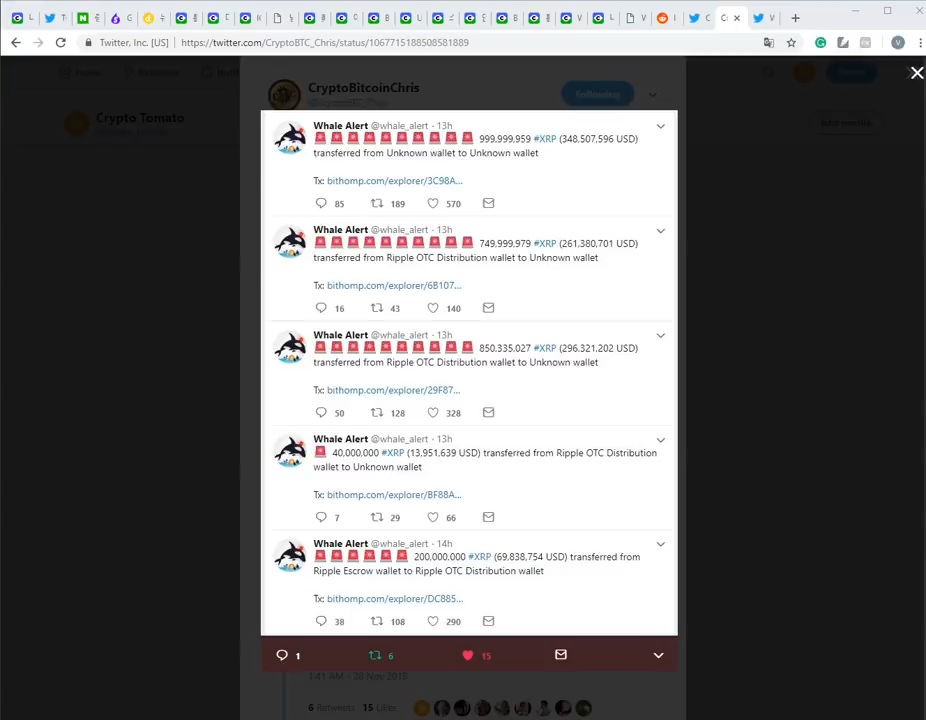 Twitter, Inc. [US] | https://twitter.com/CryptoBTC_Chris/status/1067715188508581889
CryptoBitcoinChris
Following
Crypto Tomato
Whale Alert @whale_alert · 13h
999,999,959 #XRP (348,507,596 USD)
transferred from Unknown wallet to Unknown wallet
Tx: bithomp.com/explorer/3C98A...
85 189 570
Whale Alert @whale_alert · 13h
749,999,979 #XRP (261,380,701 USD)
transferred from Ripple OTC Distribution wallet to Unknown wallet
Tx: bithomp.com/explorer/6B107...
16 43 140
Whale Alert @whale_alert · 13h
850,335,027 #XRP (296,321,202 USD)
transferred from Ripple OTC Distribution wallet to Unknown wallet
Tx: bithomp.com/explorer/29F87...
50 128 328
Whale Alert @whale_alert · 13h
40,000,000 #XRP (13,951,639 USD) transferred from Ripple OTC Distribution
wallet to Unknown wallet
Tx: bithomp.com/explorer/BF88A...
7 29 66
Whale Alert @whale_alert · 14h
200,000,000 #XRP (69,838,754 USD) transferred from
Ripple Escrow wallet to Ripple OTC Distribution wallet
Tx: bithomp.com/explorer/DC885...
38 108 290
1 6 15
1:41 AM - 28 Nov 2018
6 Retweets 15 Likes